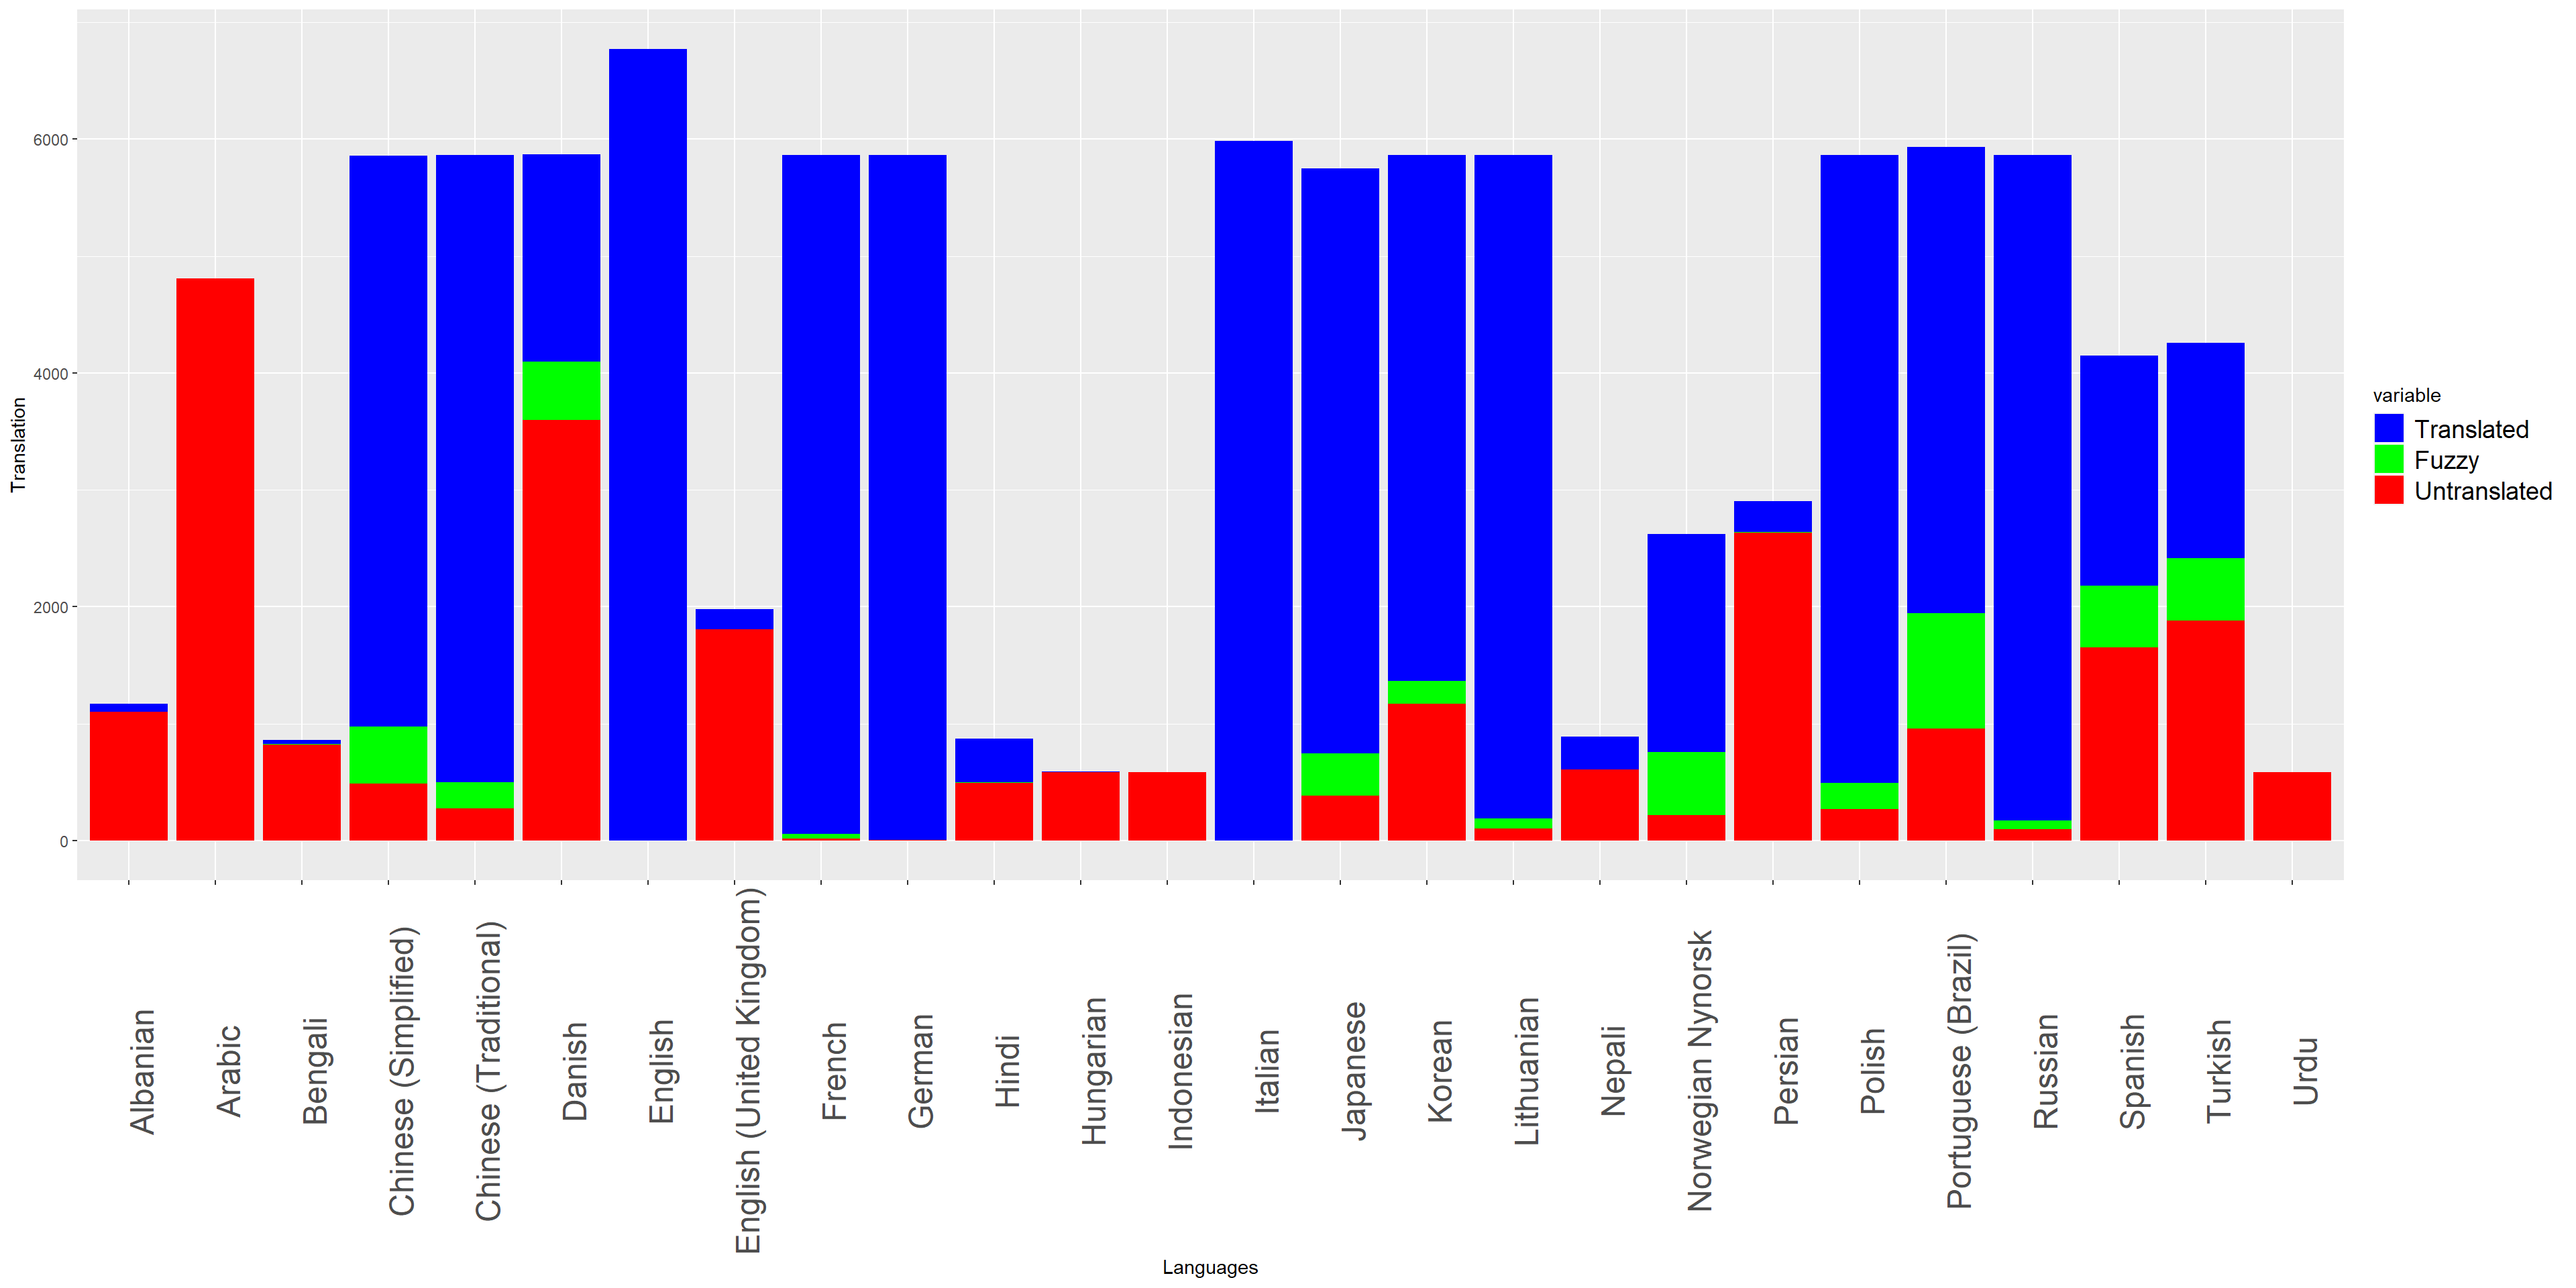 Translation
6000
4000
2000
0
Albanian
Arabic
Bengali
Chinese (Simplified)
Chinese (Traditional)
Danish
English
English (United Kingdom)
French
German
Hindi
Hungarian
Indonesian
Italian
Japanese
Korean
Lithuanian
Nepali
Norwegian Nynorsk
Persian
Polish
Portuguese (Brazil)
Russian
Spanish
Turkish
Urdu
Languages
variable
Translated
Fuzzy
Untranslated